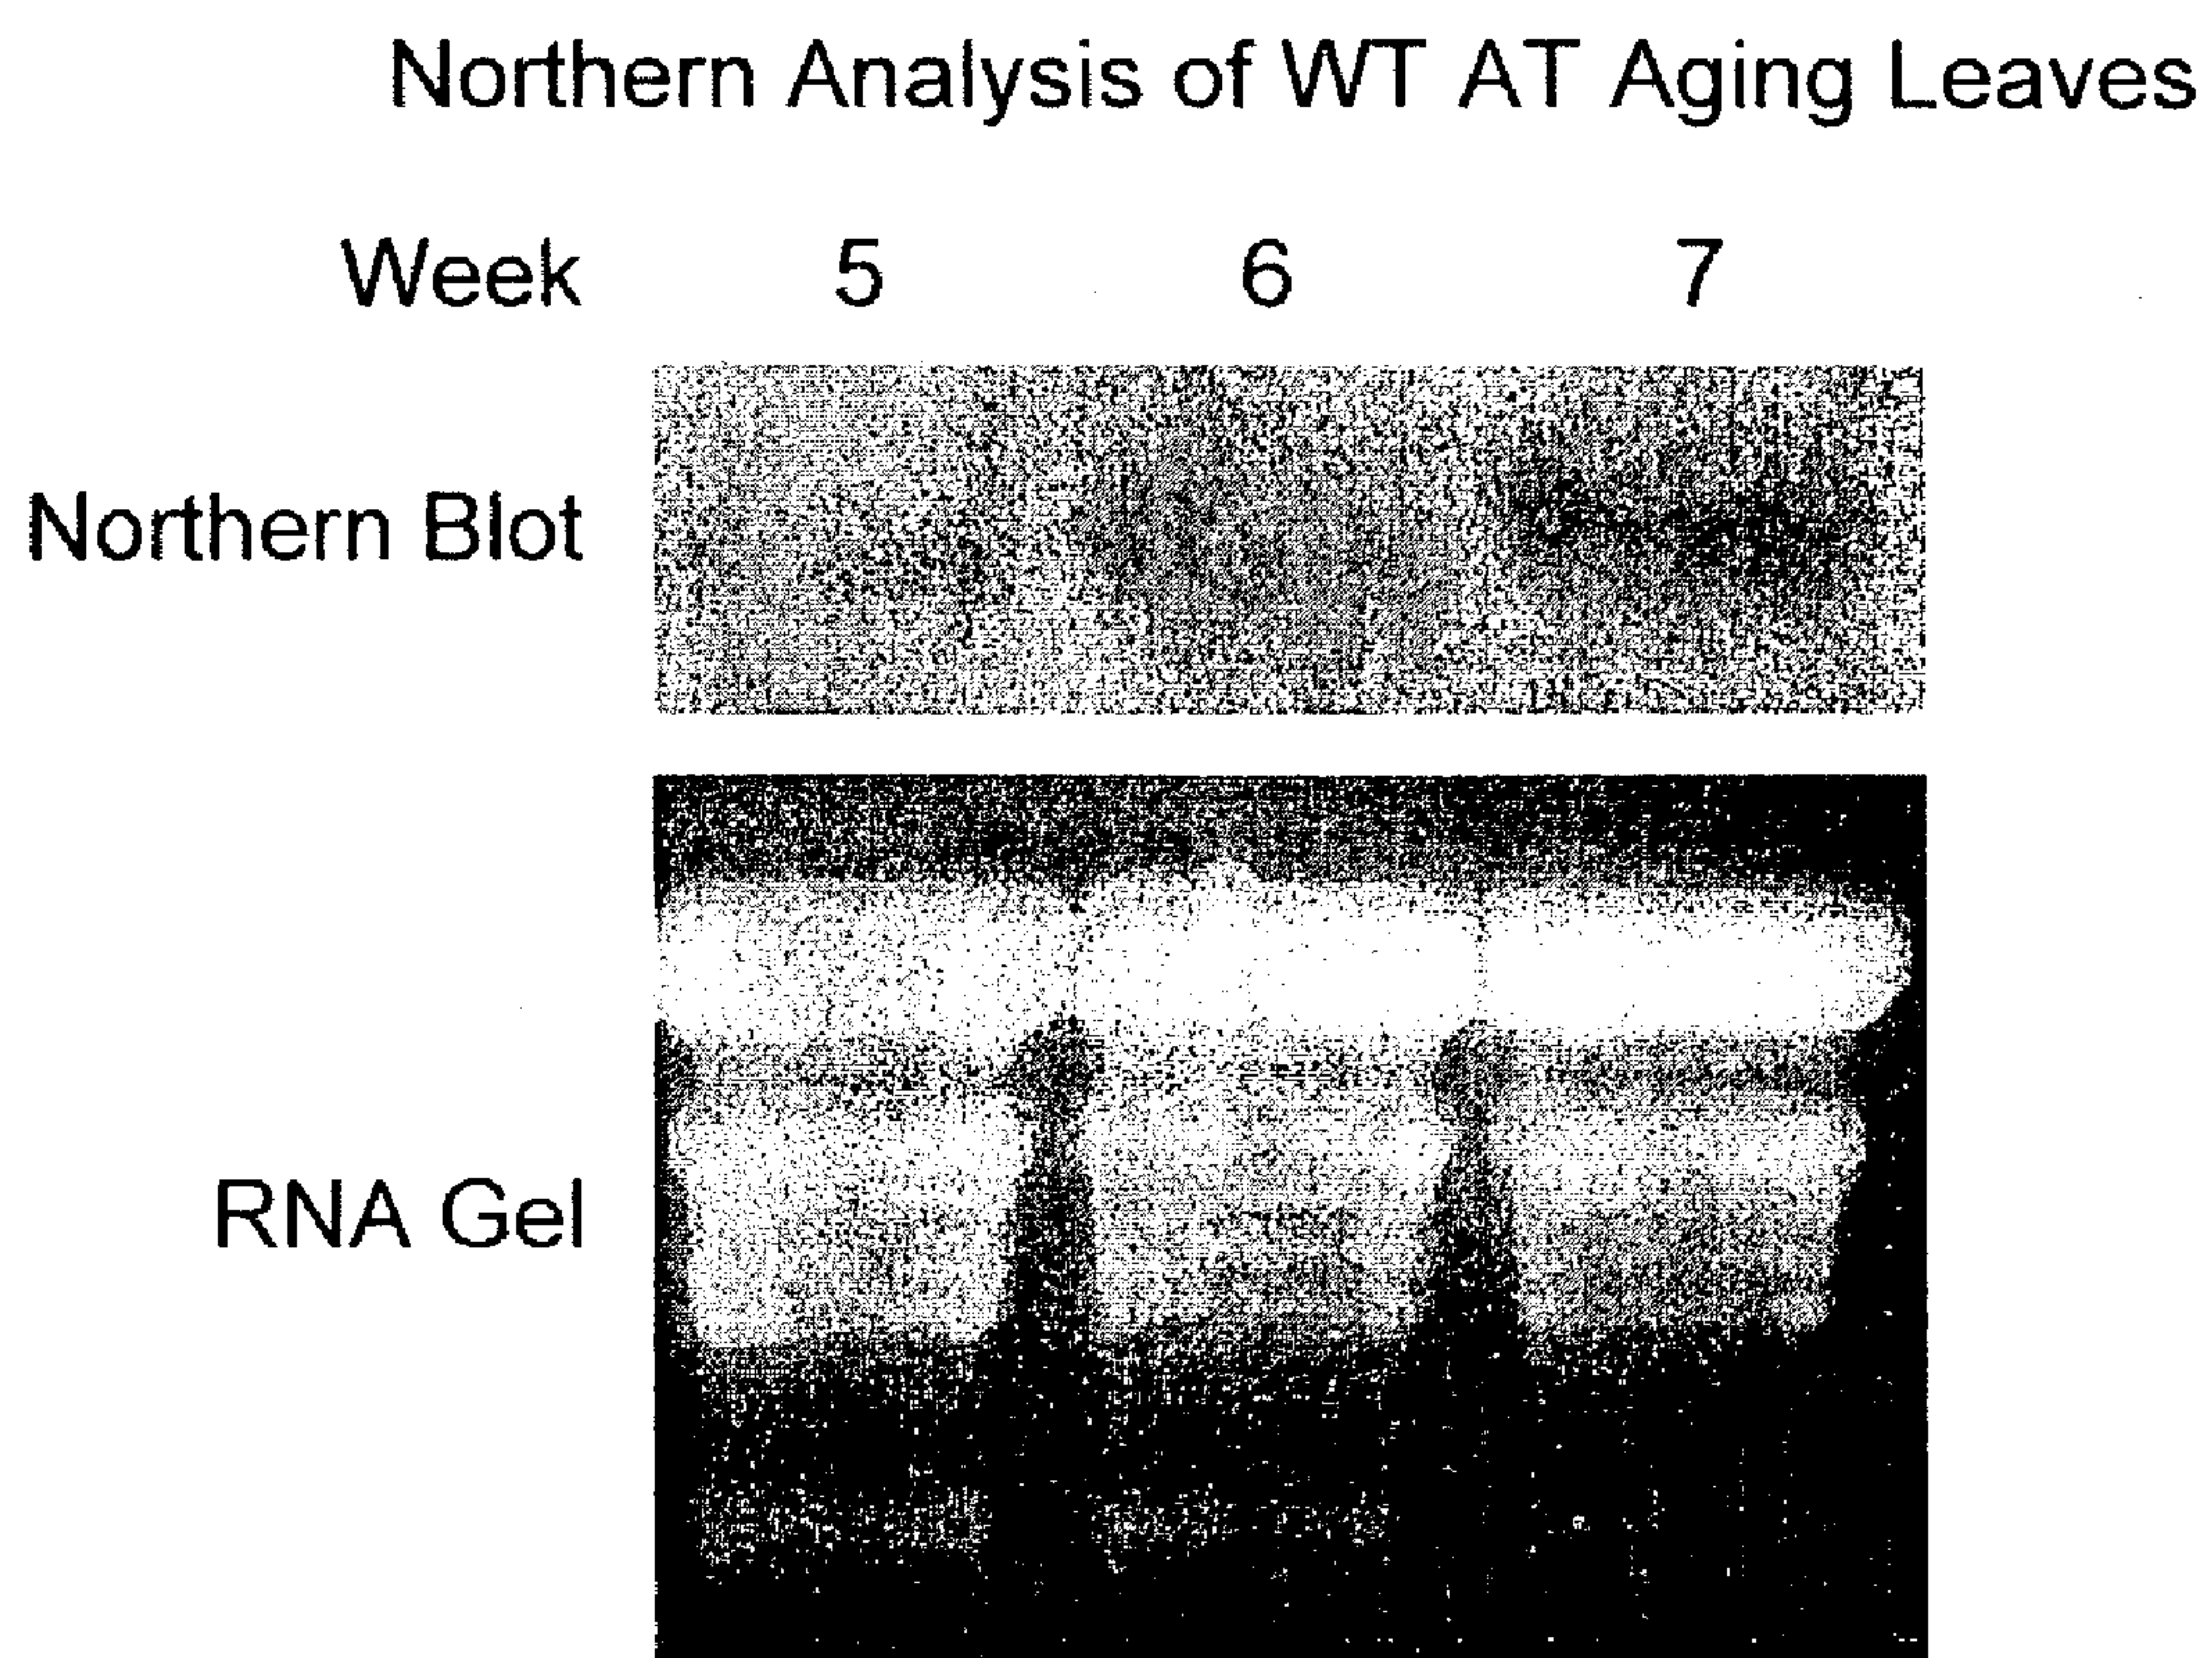 Northern Analysis of WT AT Aging Leaves
Week 5 6 7
Northern Blot
RNA Gel